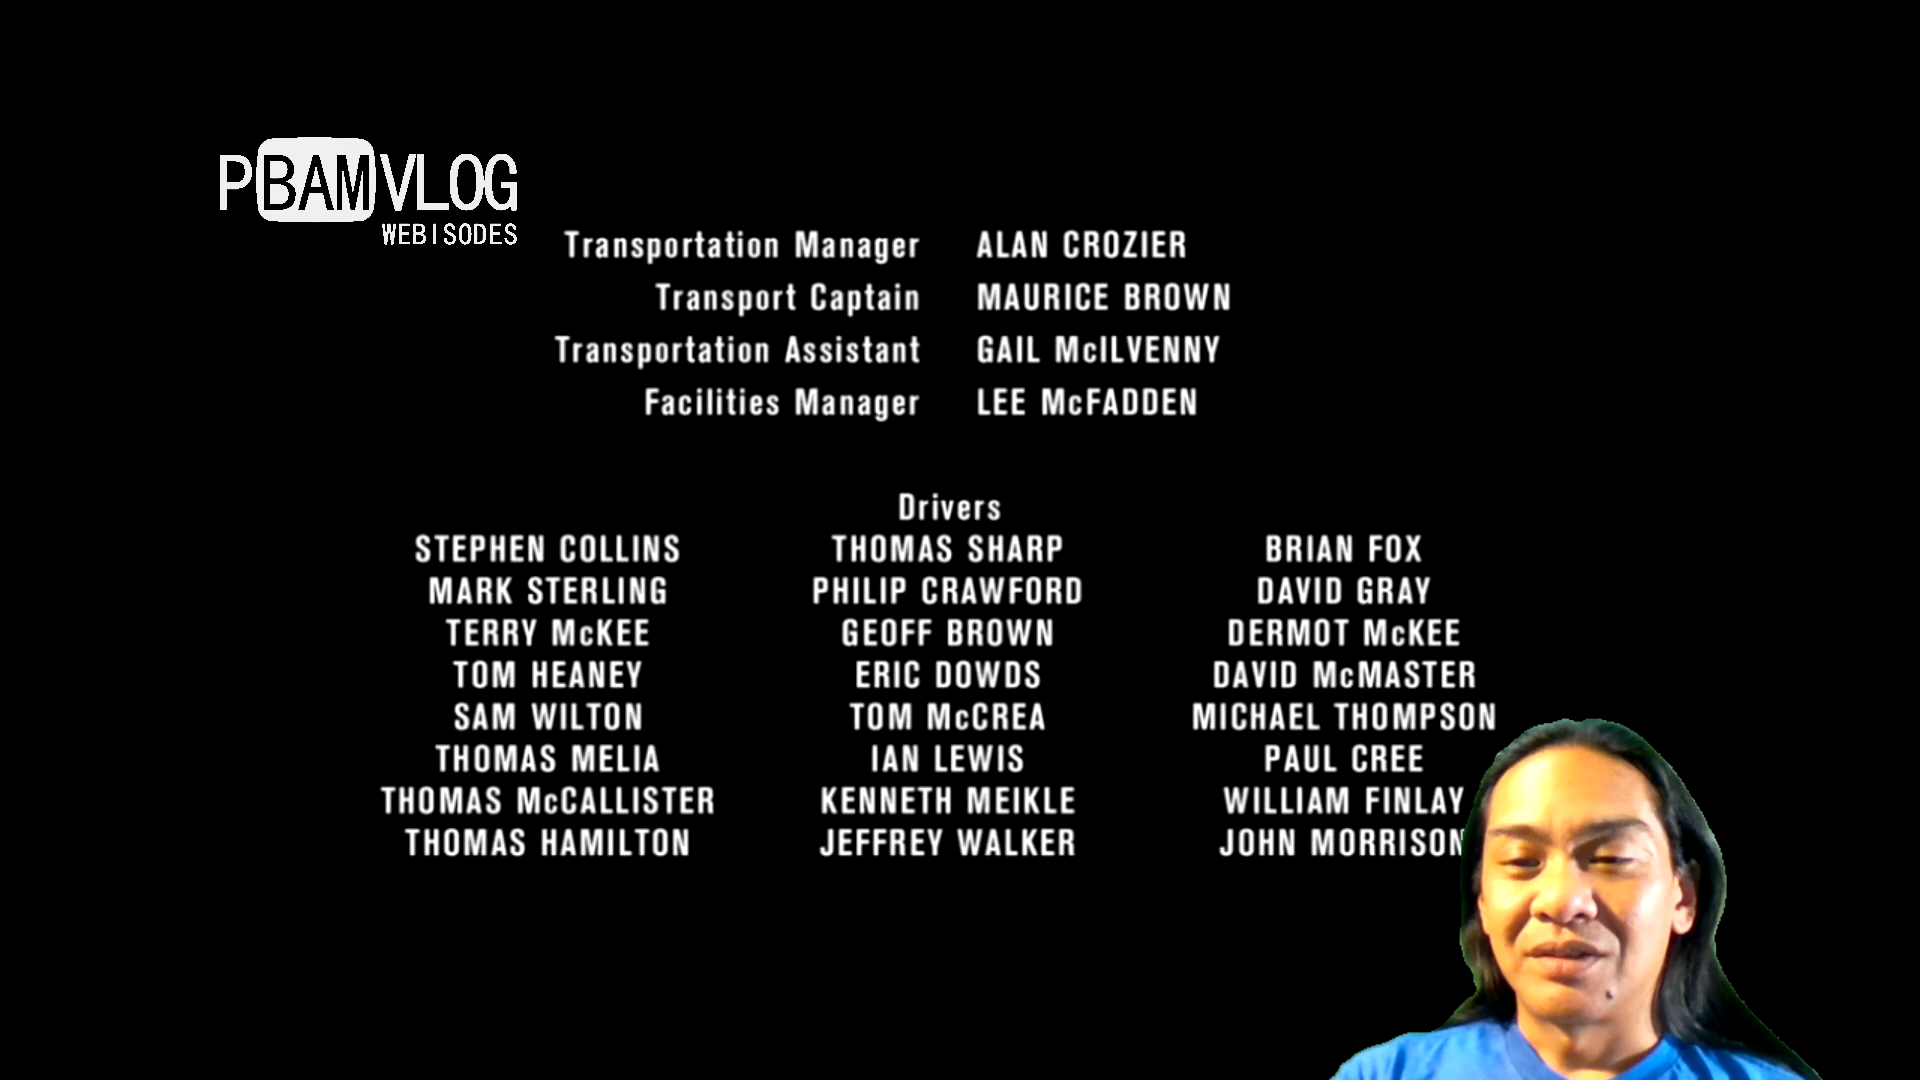 PBAMVLOG
WEBISODES
Transportation Manager ALAN CROZIER
Transport Captain MAURICE BROWN
Transportation Assistant GAIL McILVENNY
Facilities Manager LEE McFADDEN
Drivers
STEPHEN COLLINS THOMAS SHARP BRIAN FOX
MARK STERLING PHILIP CRAWFORD DAVID GRAY
TERRY McKEE GEOFF BROWN DERMOT McKEE
TOM HEANEY ERIC DOWDS DAVID McMASTER
SAM WILTON TOM McCREA MICHAEL THOMPSON
THOMAS MELIA IAN LEWIS PAUL CREE
THOMAS McCALLISTER KENNETH MEIKLE WILLIAM FINLAY
THOMAS HAMILTON JEFFREY WALKER JOHN MORRISON